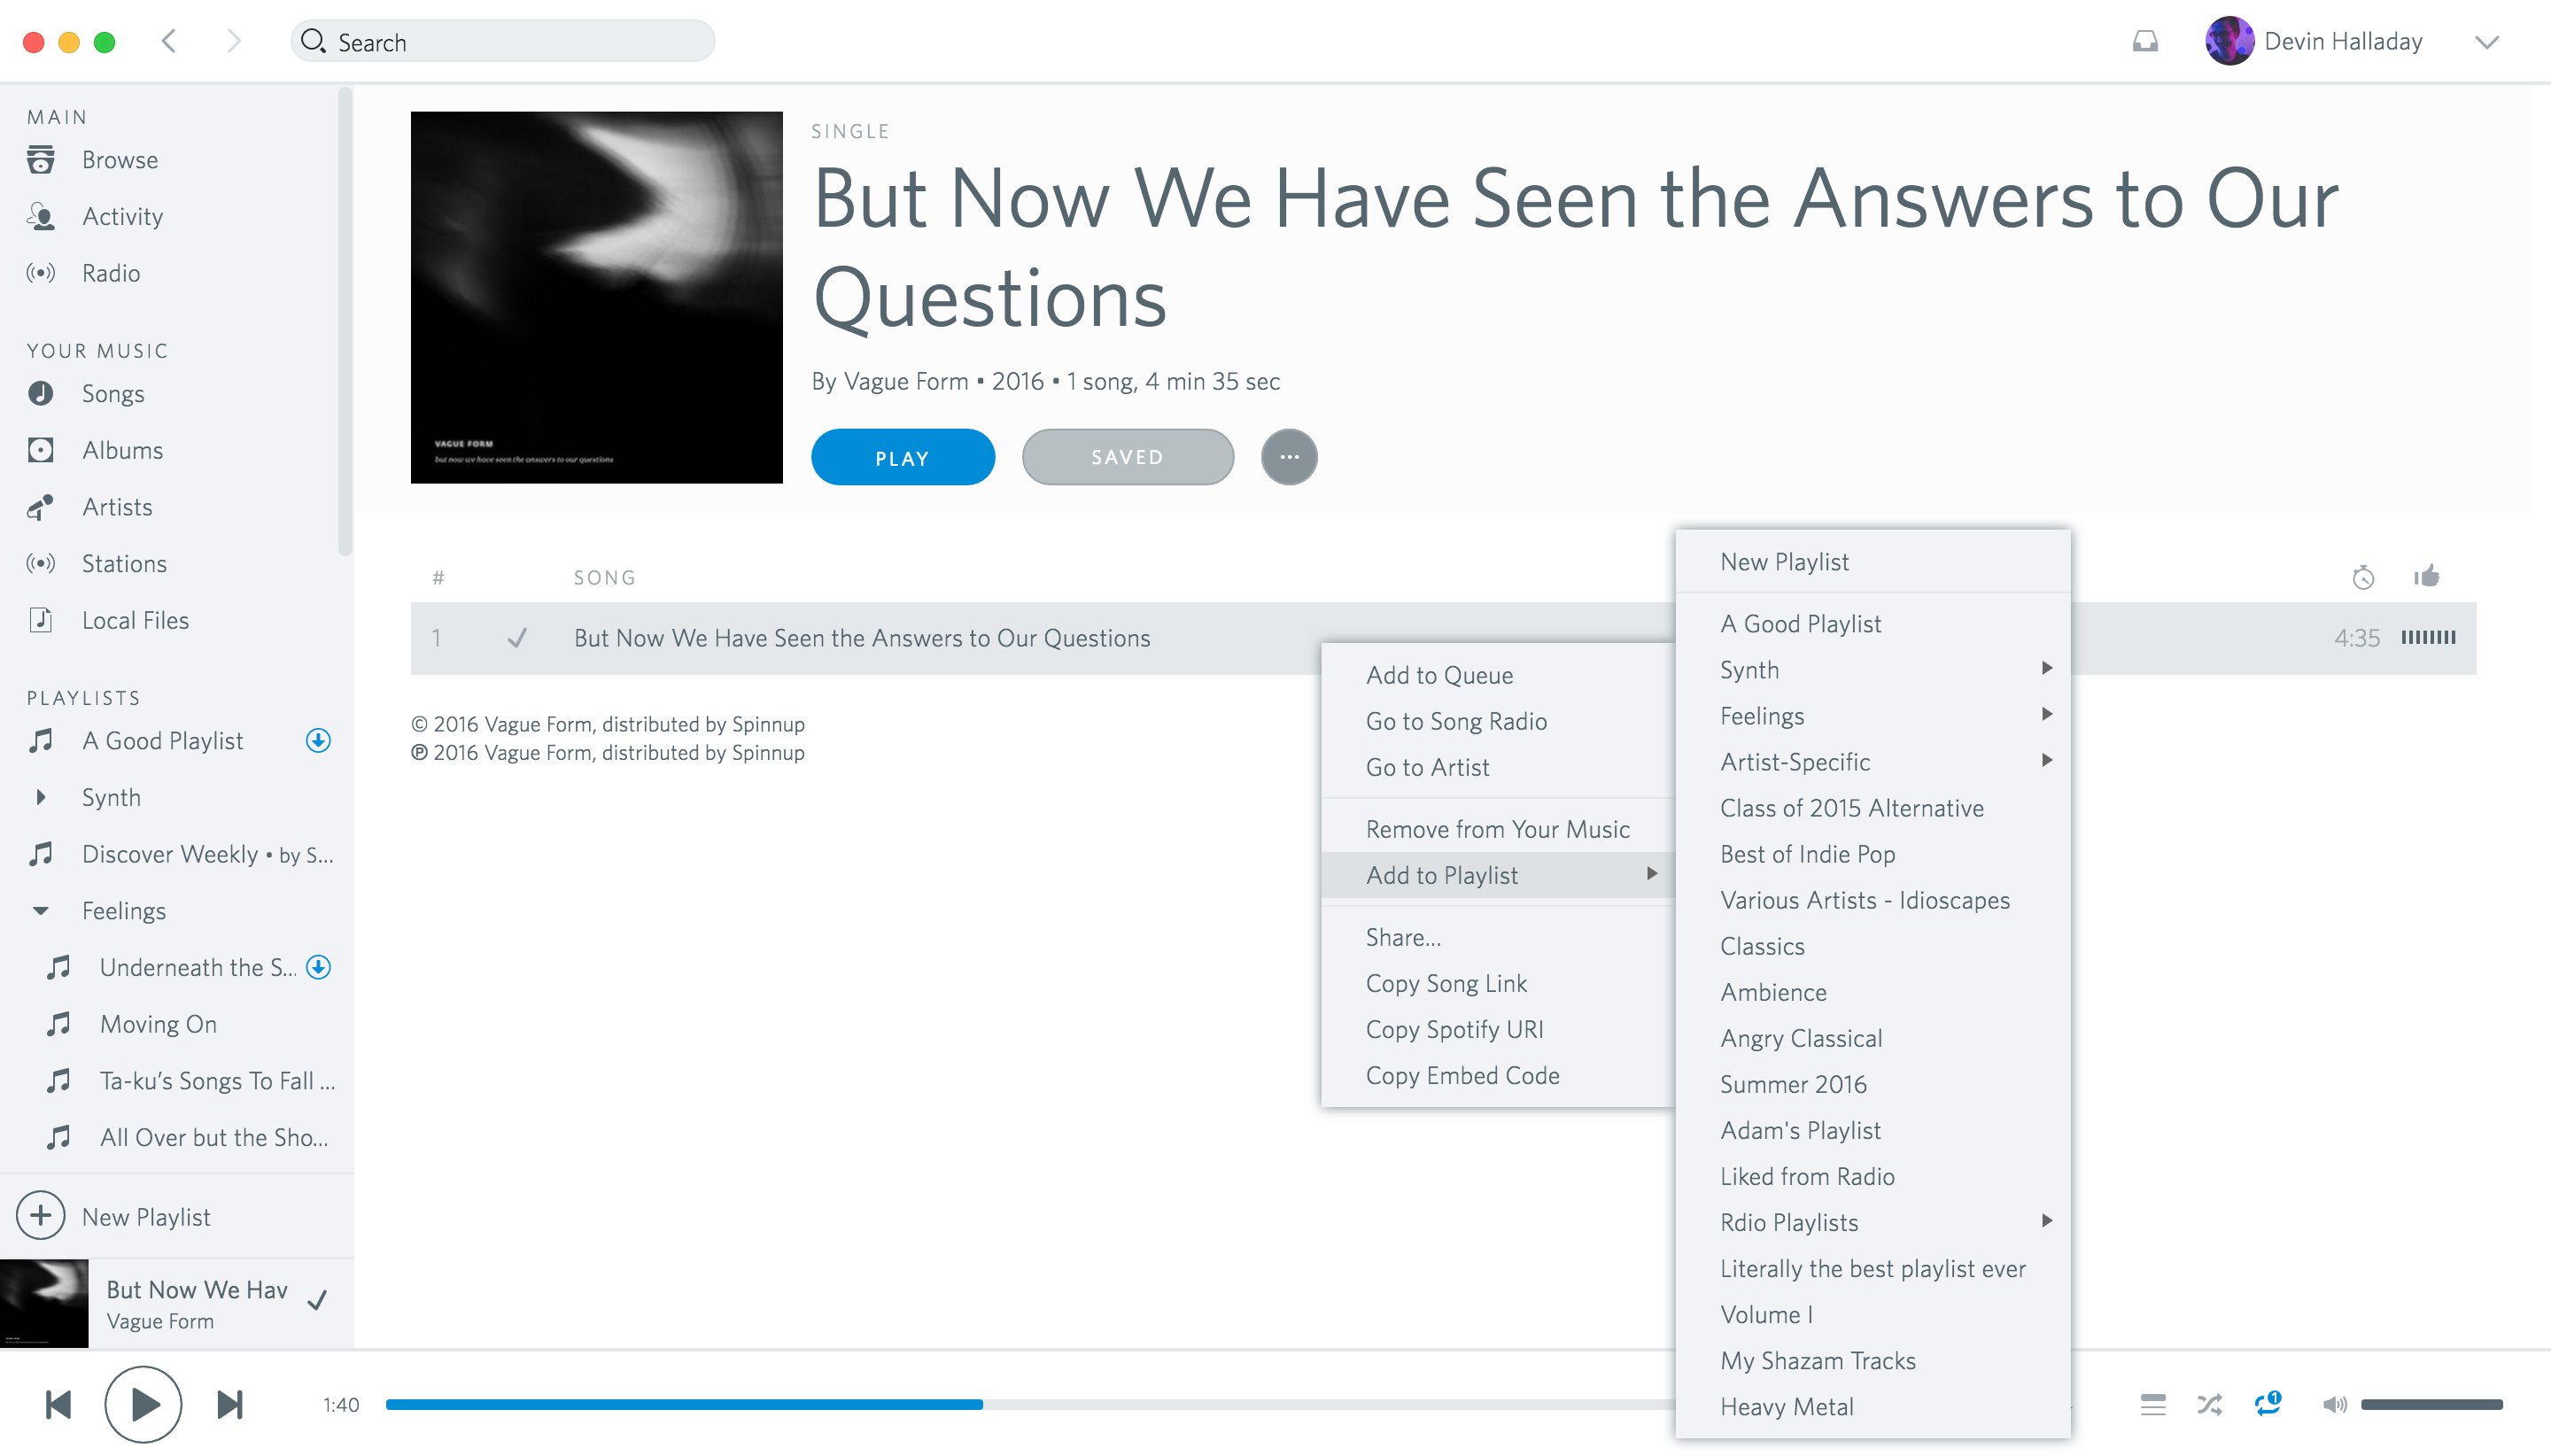 Search
Devin Halladay
MAIN
Browse
Activity
Radio
YOUR MUSIC
Songs
Albums
Artists
Stations
Local Files
PLAYLISTS
A Good Playlist
Synth
Discover Weekly • by S...
Feelings
Underneath the S...
Moving On
Ta-ku’s Songs To Fall ...
All Over but the Sho...
New Playlist
But Now We Hav
Vague Form
VAGUE FORM
but now we have seen the answers to our questions
SINGLE
But Now We Have Seen the Answers to Our
Questions
By Vague Form • 2016 • 1 song, 4 min 35 sec
PLAY
SAVED
# SONG
1 But Now We Have Seen the Answers to Our Questions 4:35
© 2016 Vague Form, distributed by Spinnup
℗ 2016 Vague Form, distributed by Spinnup
Add to Queue
Go to Song Radio
Go to Artist
Remove from Your Music
Add to Playlist
Share...
Copy Song Link
Copy Spotify URI
Copy Embed Code
New Playlist
A Good Playlist
Synth
Feelings
Artist-Specific
Class of 2015 Alternative
Best of Indie Pop
Various Artists - Idioscapes
Classics
Ambience
Angry Classical
Summer 2016
Adam's Playlist
Liked from Radio
Rdio Playlists
Literally the best playlist ever
Volume I
My Shazam Tracks
Heavy Metal
1:40
1